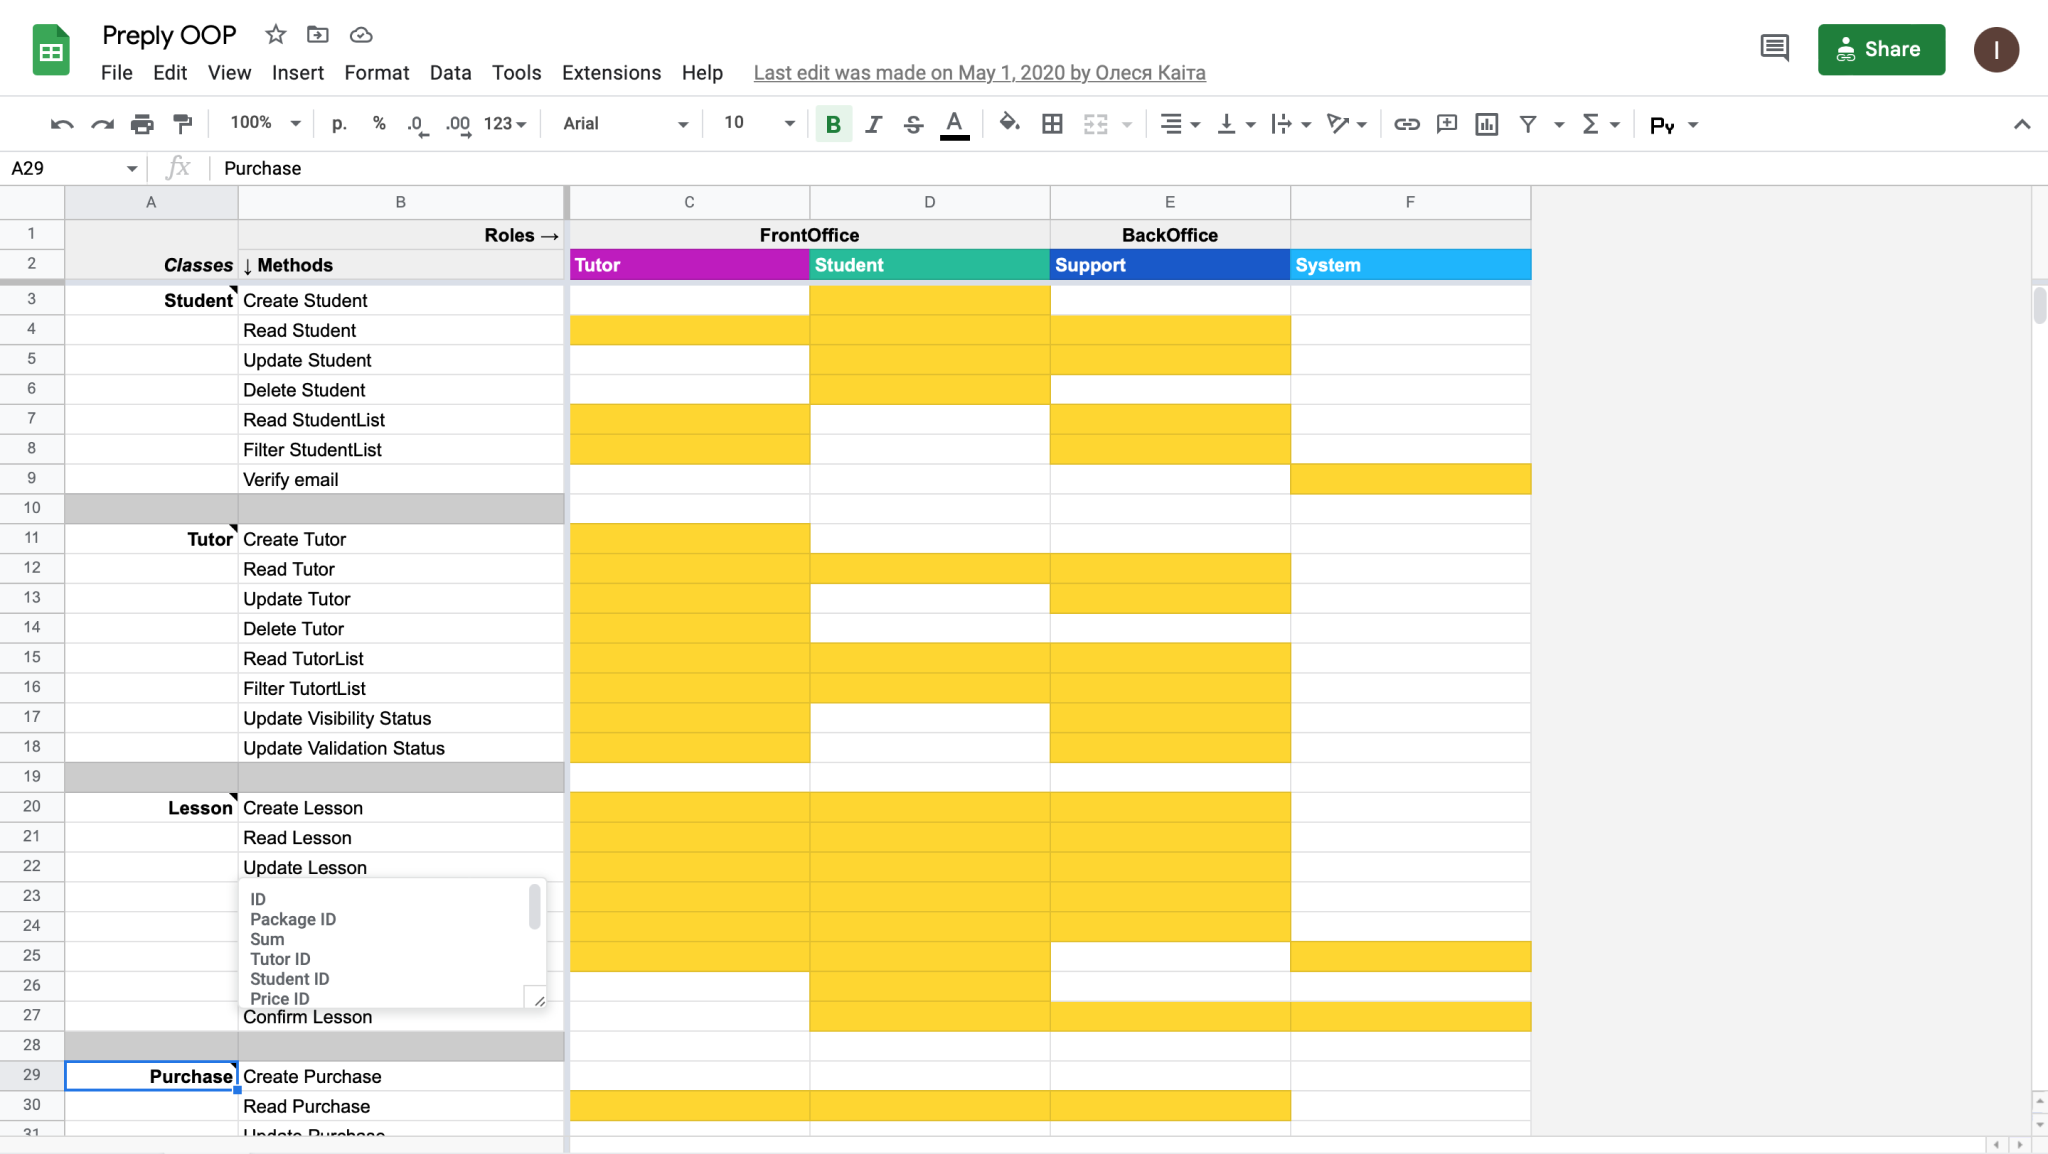 Preply OOP
File Edit View Insert Format Data Tools Extensions Help Last edit was made on May 1, 2020 by Олеся Каіта
Share
I
100% р. % .0 .00 123 Arial 10 B I S A Σ Py
A29 fx Purchase
A B C D E F
1 Roles → FrontOffice BackOffice
2 Classes ↓ Methods Tutor Student Support System
3 Student Create Student
4 Read Student
5 Update Student
6 Delete Student
7 Read StudentList
8 Filter StudentList
9 Verify email
10
11 Tutor Create Tutor
12 Read Tutor
13 Update Tutor
14 Delete Tutor
15 Read TutorList
16 Filter TutortList
17 Update Visibility Status
18 Update Validation Status
19
20 Lesson Create Lesson
21 Read Lesson
22 Update Lesson
23 ID
Package ID
24 Sum
25 Tutor ID
26 Student ID
Price ID
27 Confirm Lesson
28
29 Purchase Create Purchase
30 Read Purchase
31 Update Purchase